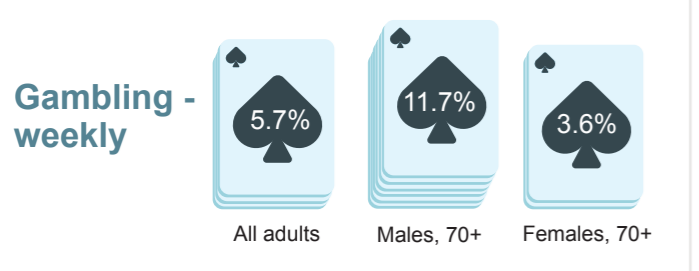 Gambling -
weekly
5.7%
11.7%
3.6%
All adults
Males, 70+
Females, 70+